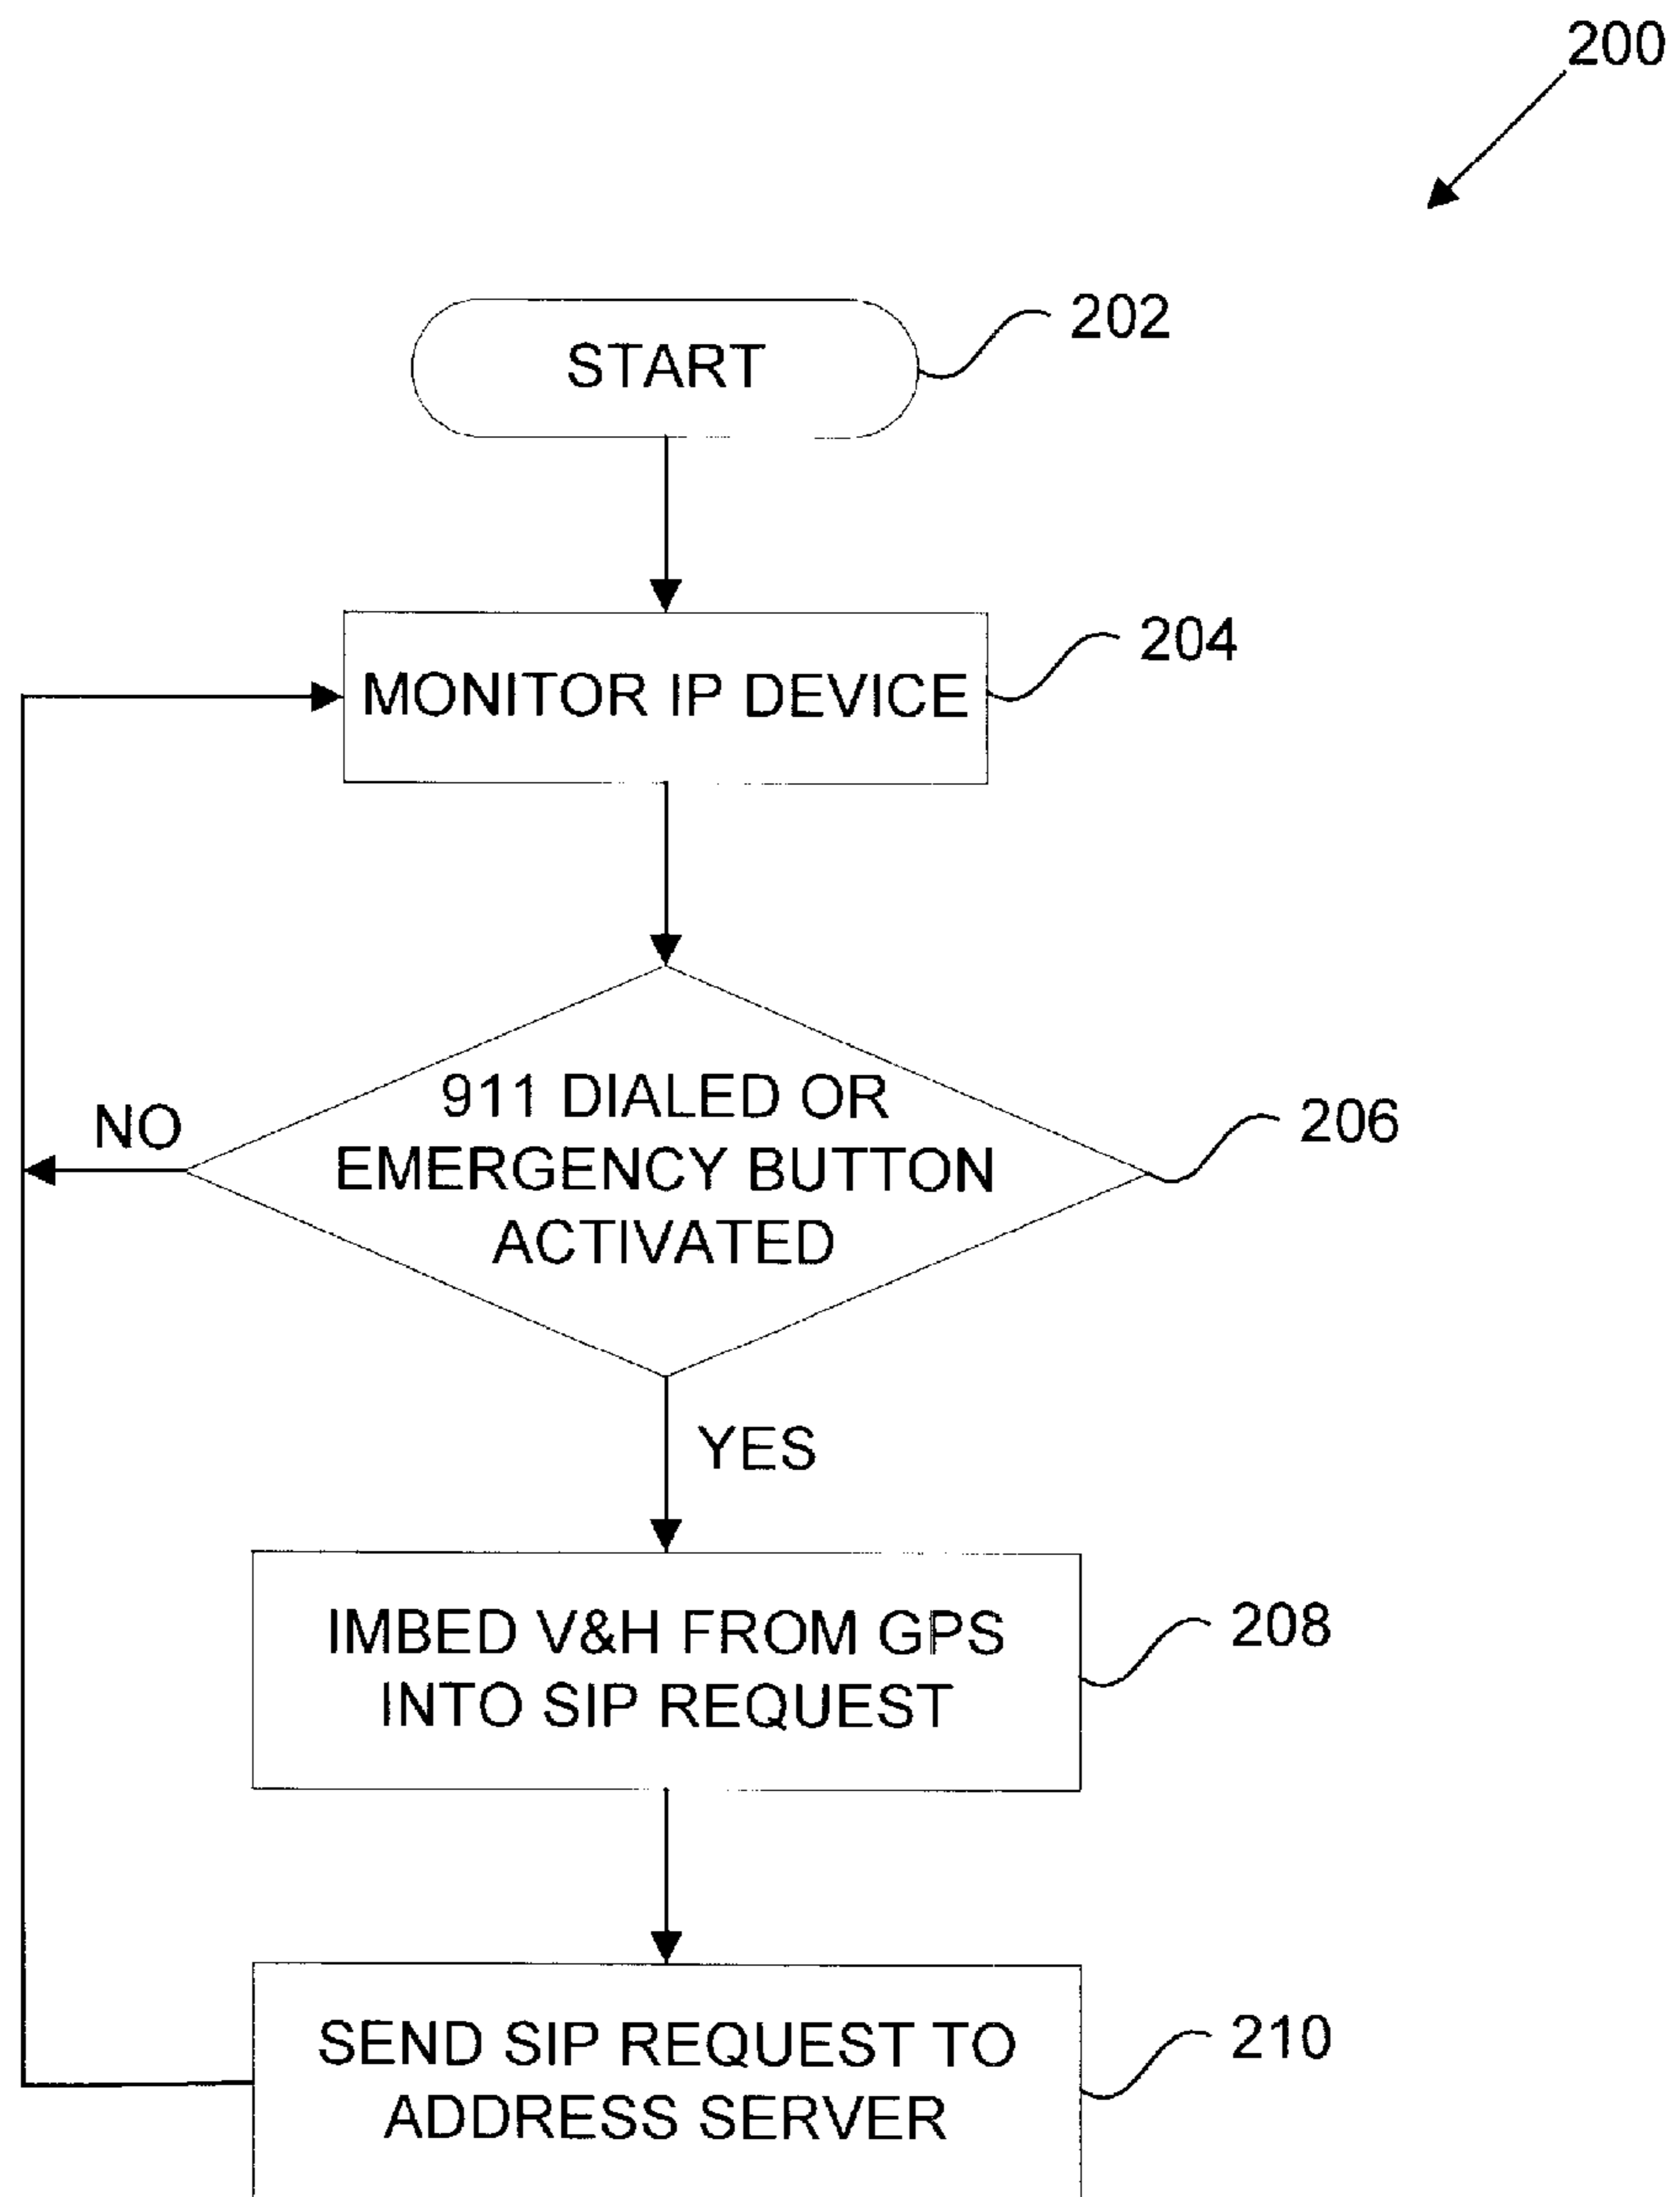 200
START
202
MONITOR IP DEVICE
204
911 DIALED OR
EMERGENCY BUTTON
ACTIVATED
206
NO
YES
IMBED V&H FROM GPS
INTO SIP REQUEST
208
SEND SIP REQUEST TO
ADDRESS SERVER
210